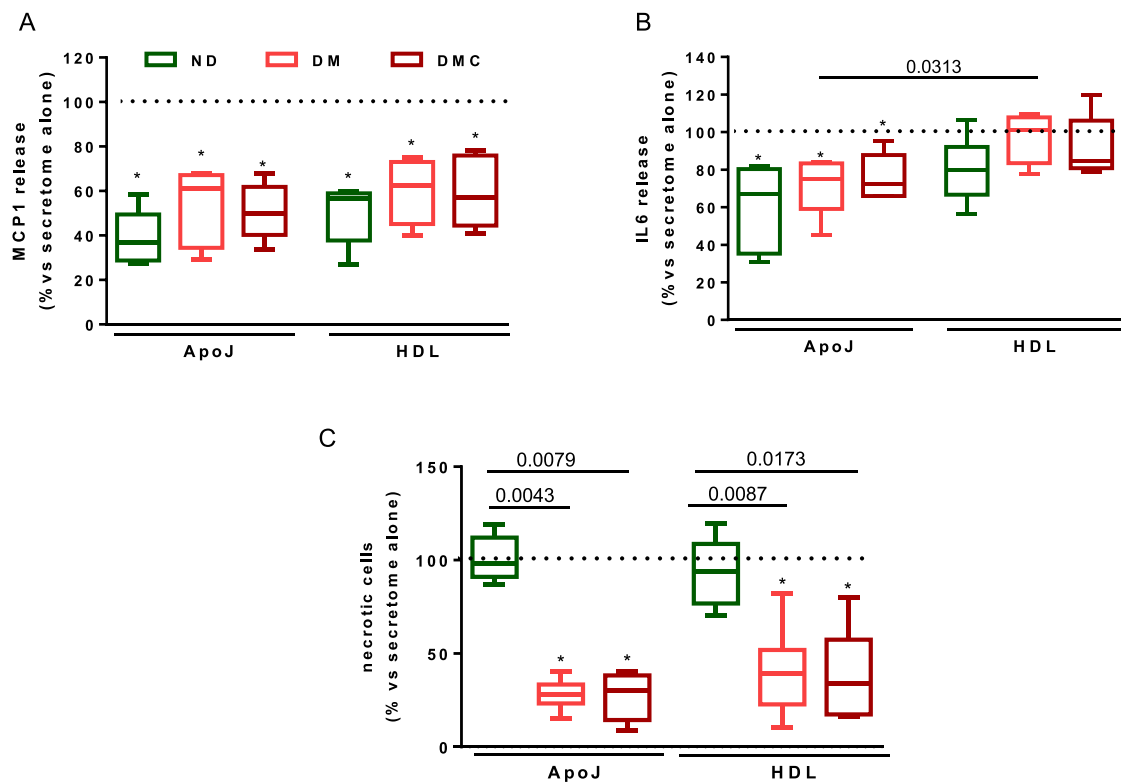 A
MCP1 release
(% vs secretome alone)
120
100
80
60
40
20
0
ND DM DMC
* * * * * *
ApoJ HDL
B
IL6 release
(% vs secretome alone)
140
120
100
80
60
40
20
0
0.0313
* * *
ApoJ HDL
C
necrotic cells
(% vs secretome alone)
150
100
50
0
0.0079 0.0173
0.0043 0.0087
* * * *
ApoJ HDL